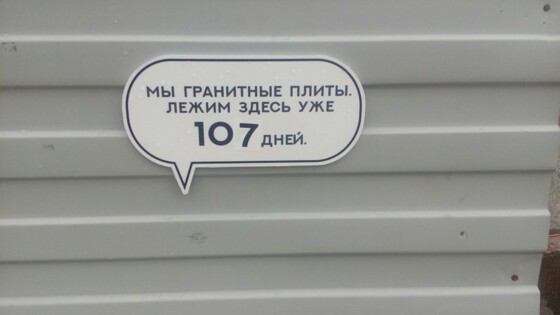 МЫ ГРАНИТНЫЕ ПЛИТЫ.
ЛЕЖИМ ЗДЕСЬ УЖЕ
107 ДНЕЙ.